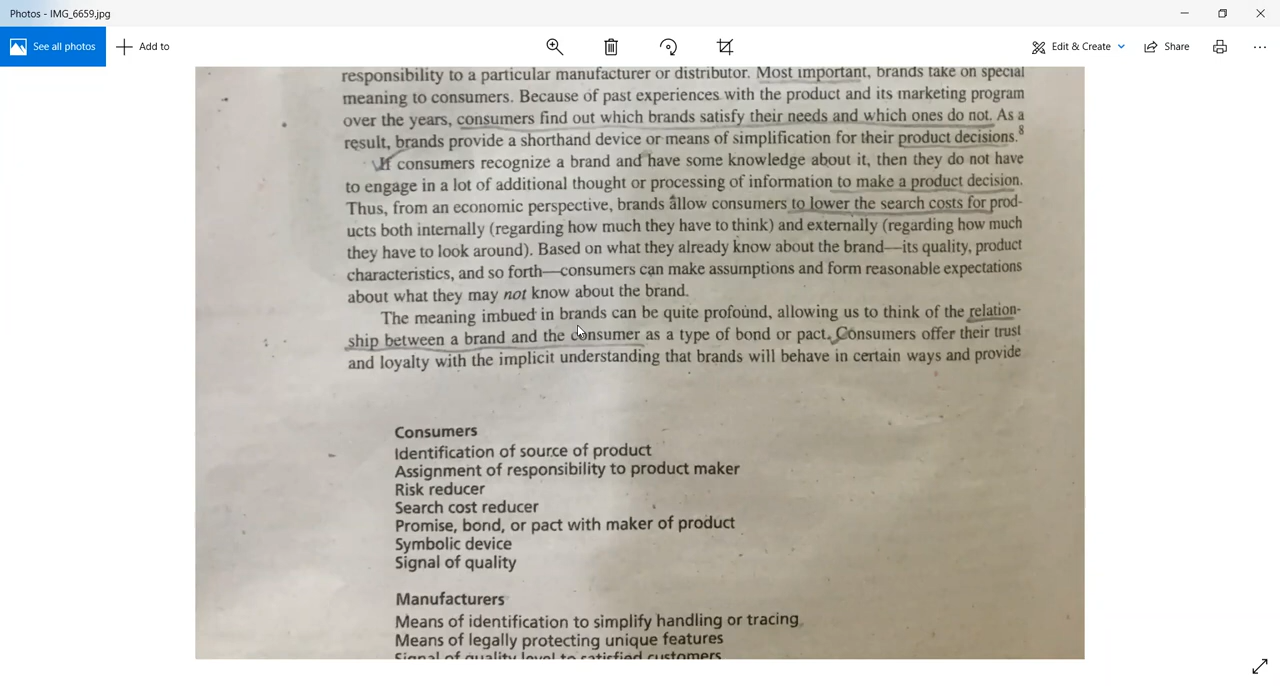 Photos - IMG_6659.jpg
See all photos
Add to
Edit & Create
Share
responsibility to a particular manufacturer or distributor. Most important, brands take on special
meaning to consumers. Because of past experiences with the product and its marketing program
over the years, consumers find out which brands satisfy their needs and which ones do not. As a
result, brands provide a shorthand device or means of simplification for their product decisions.8
If consumers recognize a brand and have some knowledge about it, then they do not have
to engage in a lot of additional thought or processing of information to make a product decision.
Thus, from an economic perspective, brands allow consumers to lower the search costs for prod-
ucts both internally (regarding how much they have to think) and externally (regarding how much
they have to look around). Based on what they already know about the brand—its quality, product
characteristics, and so forth—consumers can make assumptions and form reasonable expectations
about what they may not know about the brand.
The meaning imbued in brands can be quite profound, allowing us to think of the relation-
ship between a brand and the consumer as a type of bond or pact. Consumers offer their trust
and loyalty with the implicit understanding that brands will behave in certain ways and provide
Consumers
Identification of source of product
Assignment of responsibility to product maker
Risk reducer
Search cost reducer
Promise, bond, or pact with maker of product
Symbolic device
Signal of quality
Manufacturers
Means of identification to simplify handling or tracing
Means of legally protecting unique features
Signal of quality level to satisfied customers